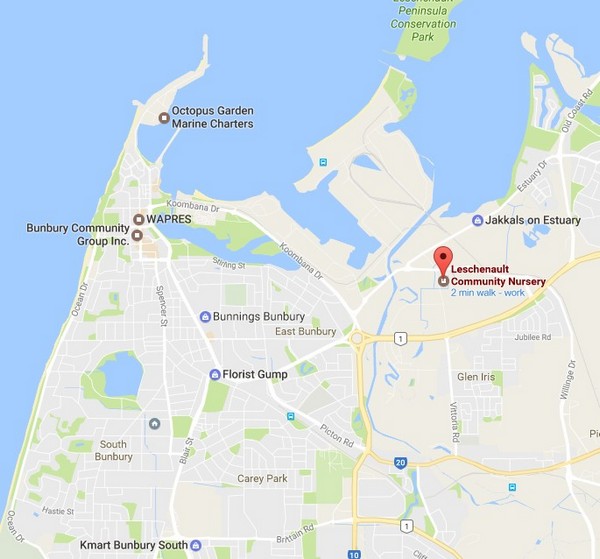 Leschenault
Peninsula
Conservation
Park
Octopus Garden
Marine Charters
Old Coast Rd
Estuary Dr
Koombana Dr
WAPRES
Jakkals on Estuary
Bunbury Community
Group Inc.
Koombana Dr
Stirling St
Leschenault
Community Nursery
2 min walk - work
Ocean Dr
Spencer St
Bunnings Bunbury
East Bunbury
1
Jubilee Rd
Florist Gump
Glen Iris
Willinge Dr
Vittoria Rd
Picton Rd
South
Bunbury
Blair St
20
Carey Park
Hastie St
Ocean Dr
Brittain Rd
1
Kmart Bunbury South
10